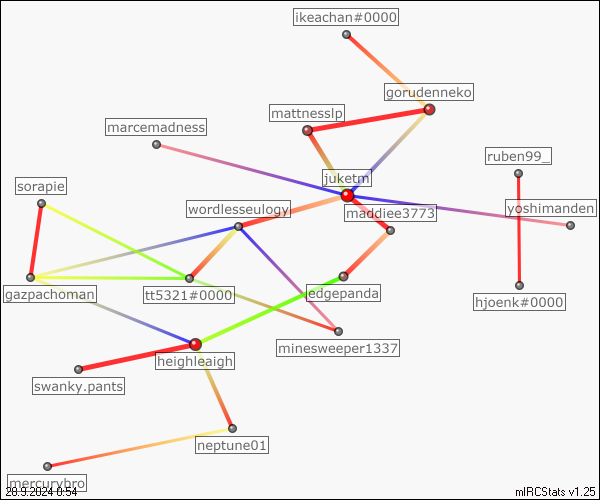 ikeachan#0000
gorudenneko
mattnesslp
marcemadness
ruben99_
juketm
sorapie
wordlesseulogy
maddiee3773
yoshimanden
gazpachoman
tt5321#0000
edgepanda
hjoenk#0000
minesweeper1337
heighleaigh
swanky.pants
neptune01
mercurybro
20.9.2024 0:54
mIRCStats v1.25